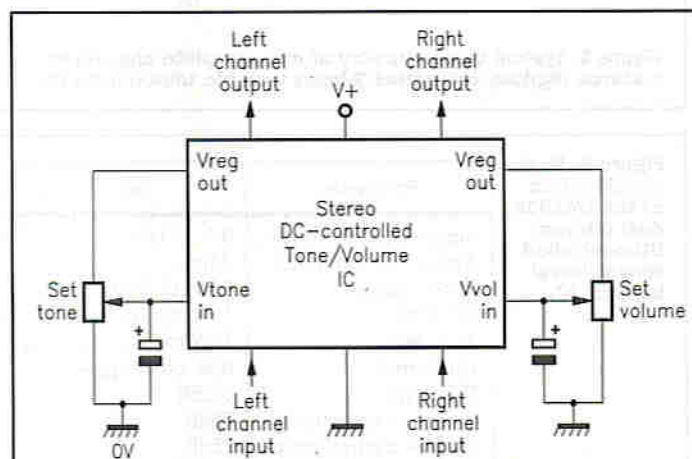 Left
channel
output
Right
channel
output
V+
Vreg
out
Vreg
out
Stereo
DC-controlled
Tone/Volume
IC
Set
tone
Vtone
in
Vvol
in
Set
volume
+
+
0V
Left
channel
input
Right
channel
input